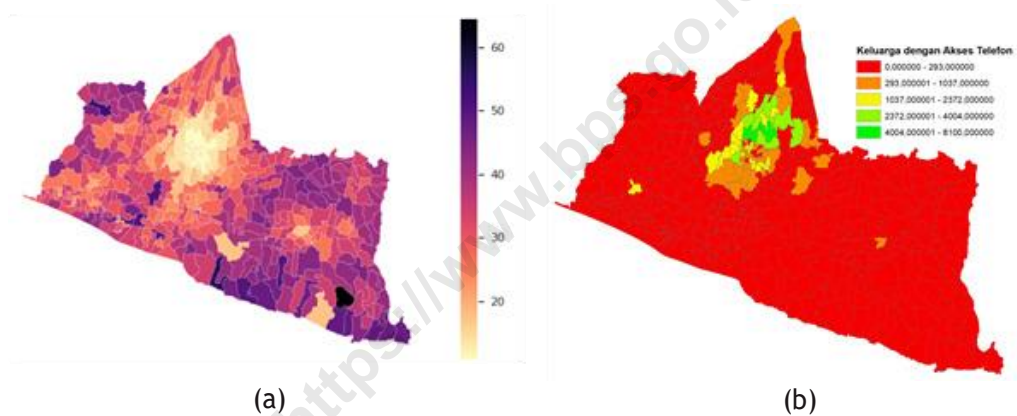 60
50
40
30
20
(a)
Keluarga dengan Akses Telefon
0,000000 - 293,000000
293,000001 - 1037,000000
1037,000001 - 2372,000000
2372,000001 - 4004,000000
4004,000001 - 8100,000000
(b)
https://www.bps.go.id